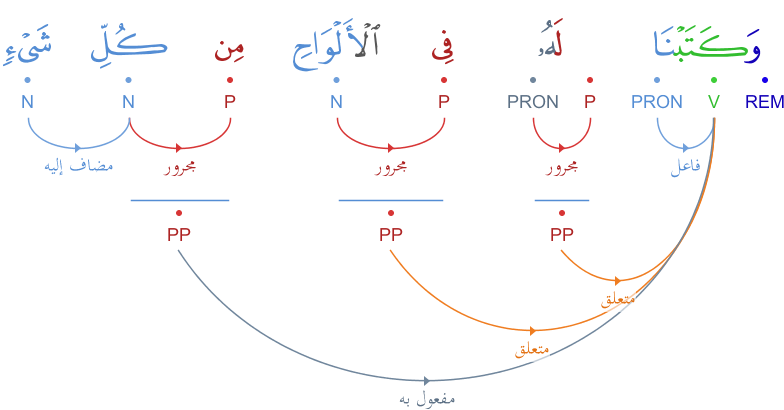 وَكَتَبْنَا لَهُۥ فِى ٱلْأَلْوَاحِ مِن كُلِّ شَىْءٍ
REM V PRON P PRON P N P N N
فاعل مجرور مجرور مجرور مضاف إليه
PP PP PP
متعلق
متعلق
مفعول به